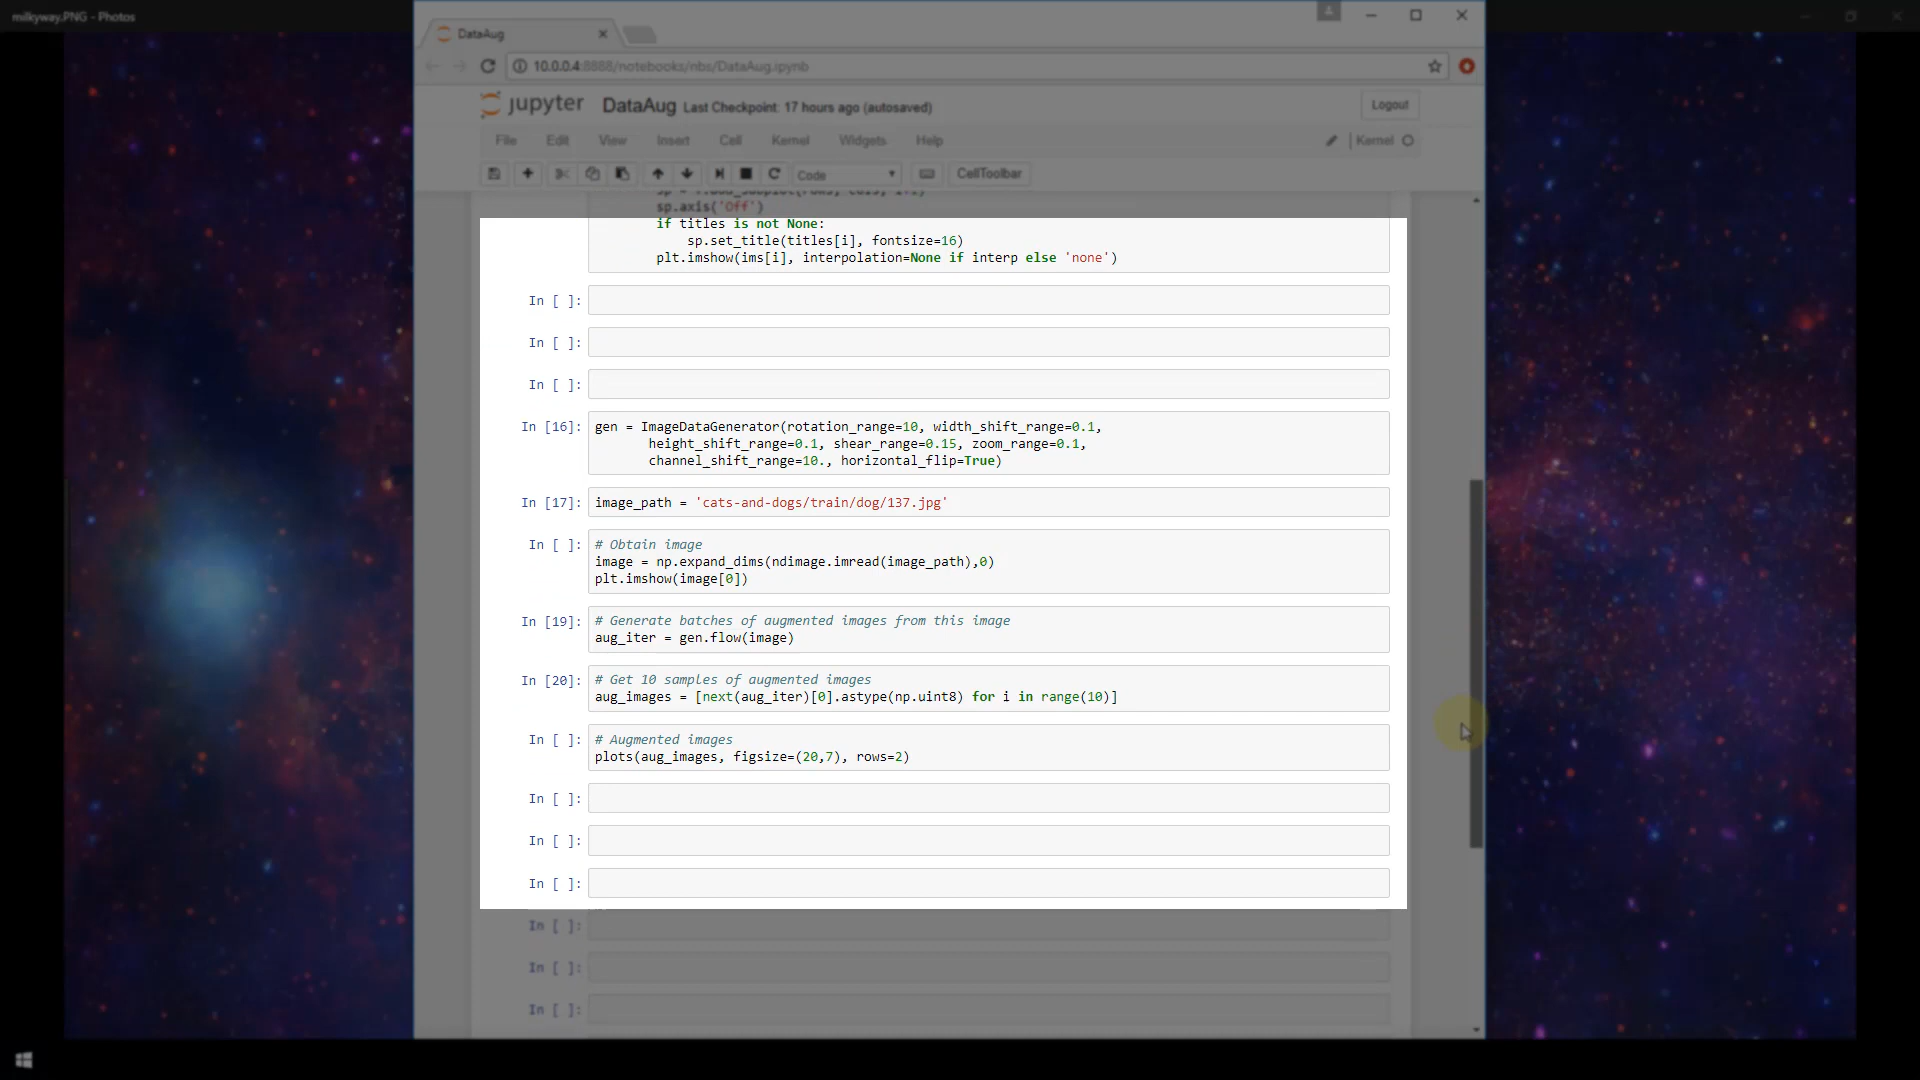 milkyway.PNG - Photos
DataAug
10.0.0.4:8888/notebooks/nbs/DataAug.ipynb
jupyter DataAug Last Checkpoint: 17 hours ago (autosaved) Logout
File Edit View Insert Cell Kernel Widgets Help Kernel
Code CellToolbar
sp.axis('Off')
if titles is not None:
sp.set_title(titles[i], fontsize=16)
plt.imshow(ims[i], interpolation=None if interp else 'none')
In [ ]:
In [ ]:
In [ ]:
In [16]: gen = ImageDataGenerator(rotation_range=10, width_shift_range=0.1,
height_shift_range=0.1, shear_range=0.15, zoom_range=0.1,
channel_shift_range=10., horizontal_flip=True)
In [17]: image_path = 'cats-and-dogs/train/dog/137.jpg'
In [ ]: # Obtain image
image = np.expand_dims(ndimage.imread(image_path),0)
plt.imshow(image[0])
In [19]: # Generate batches of augmented images from this image
aug_iter = gen.flow(image)
In [20]: # Get 10 samples of augmented images
aug_images = [next(aug_iter)[0].astype(np.uint8) for i in range(10)]
In [ ]: # Augmented images
plots(aug_images, figsize=(20,7), rows=2)
In [ ]:
In [ ]:
In [ ]:
In [ ]:
In [ ]:
In [ ]: